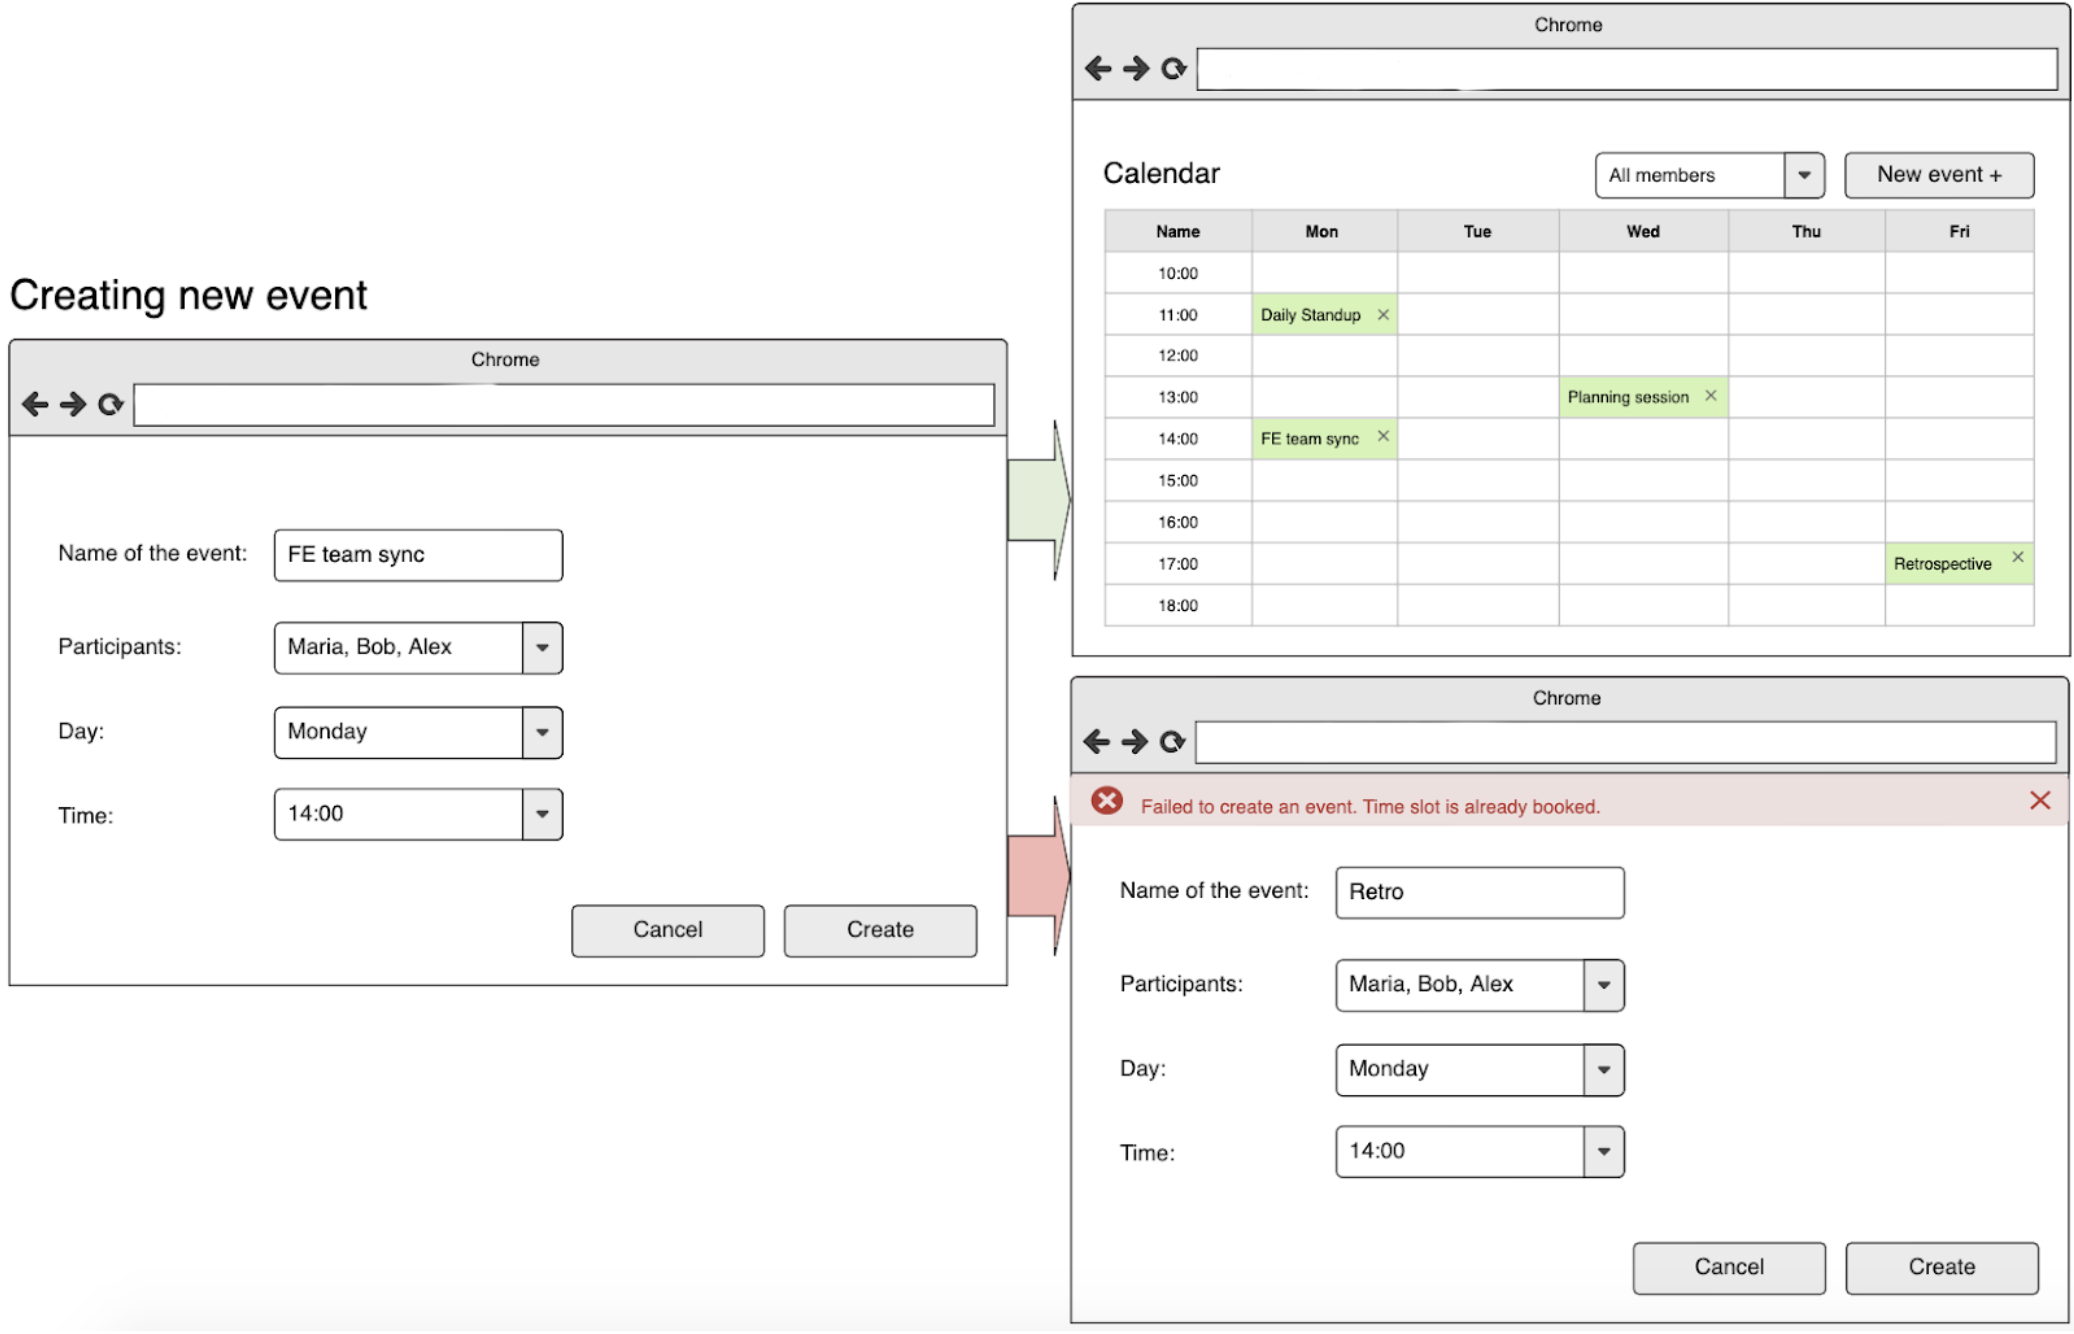 Creating new event
Chrome
Name of the event: FE team sync
Participants: Maria, Bob, Alex
Day: Monday
Time: 14:00
Cancel Create
Chrome
Calendar All members New event +
Name Mon Tue Wed Thu Fri
10:00
11:00 Daily Standup ×
12:00
13:00 Planning session ×
14:00 FE team sync ×
15:00
16:00
17:00 Retrospective ×
18:00
Chrome
Failed to create an event. Time slot is already booked.
Name of the event: Retro
Participants: Maria, Bob, Alex
Day: Monday
Time: 14:00
Cancel Create